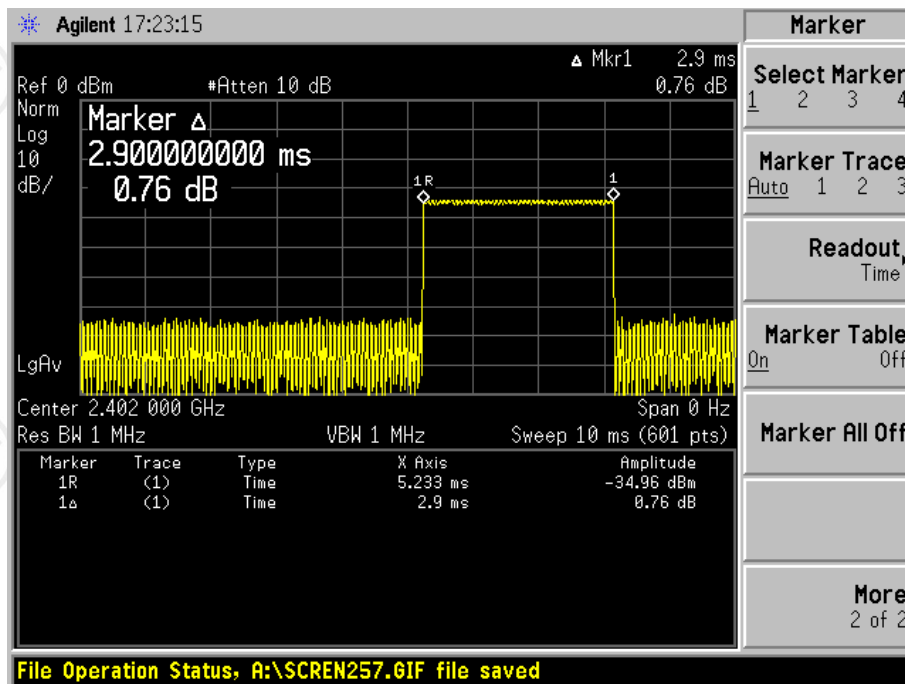 Agilent 17:23:15
Marker
Δ Mkr1 2.9 ms
Ref 0 dBm #Atten 10 dB 0.76 dB
Norm
Log
10
dB/
Marker Δ
2.900000000 ms
0.76 dB
1R
1
LgAv
Center 2.402 000 GHz Span 0 Hz
Res BW 1 MHz VBW 1 MHz Sweep 10 ms (601 pts)
Marker Trace Type X Axis Amplitude
1R (1) Time 5.233 ms -34.96 dBm
1Δ (1) Time 2.9 ms 0.76 dB
Select Marker
1 2 3 4
Marker Trace
Auto 1 2 3
Readout
Time
Marker Table
On Off
Marker All Off
More
2 of 2
File Operation Status, A:\SCREN257.GIF file saved